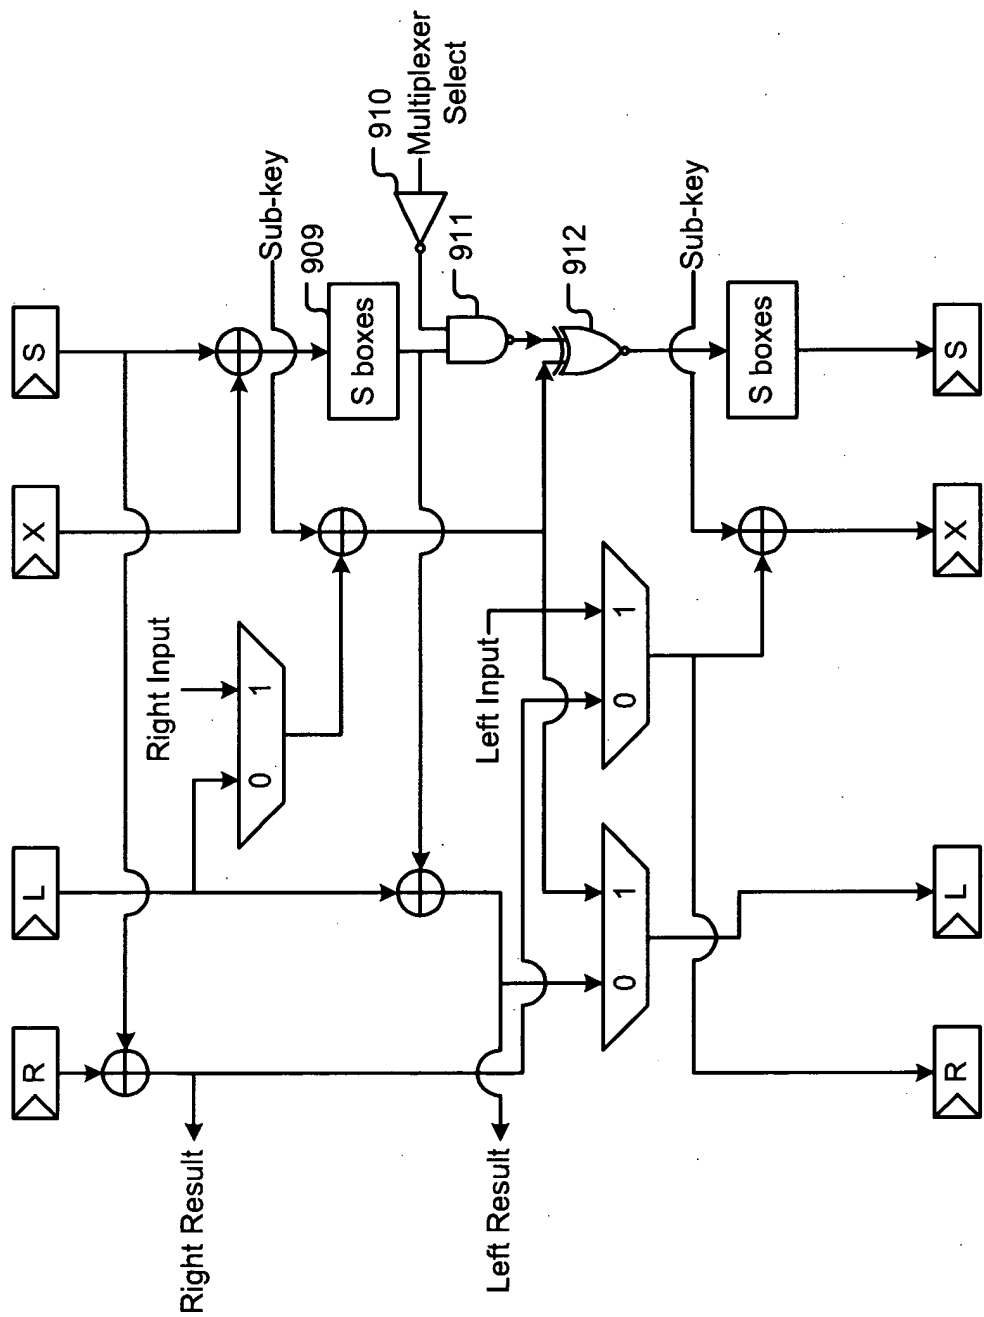 R
L
X
S
Right Result
Right Input
0
1
Sub-key
909
S boxes
910
Multiplexer
Select
911
912
Left Result
Left Input
0
1
0
1
Sub-key
S boxes
R
L
X
S